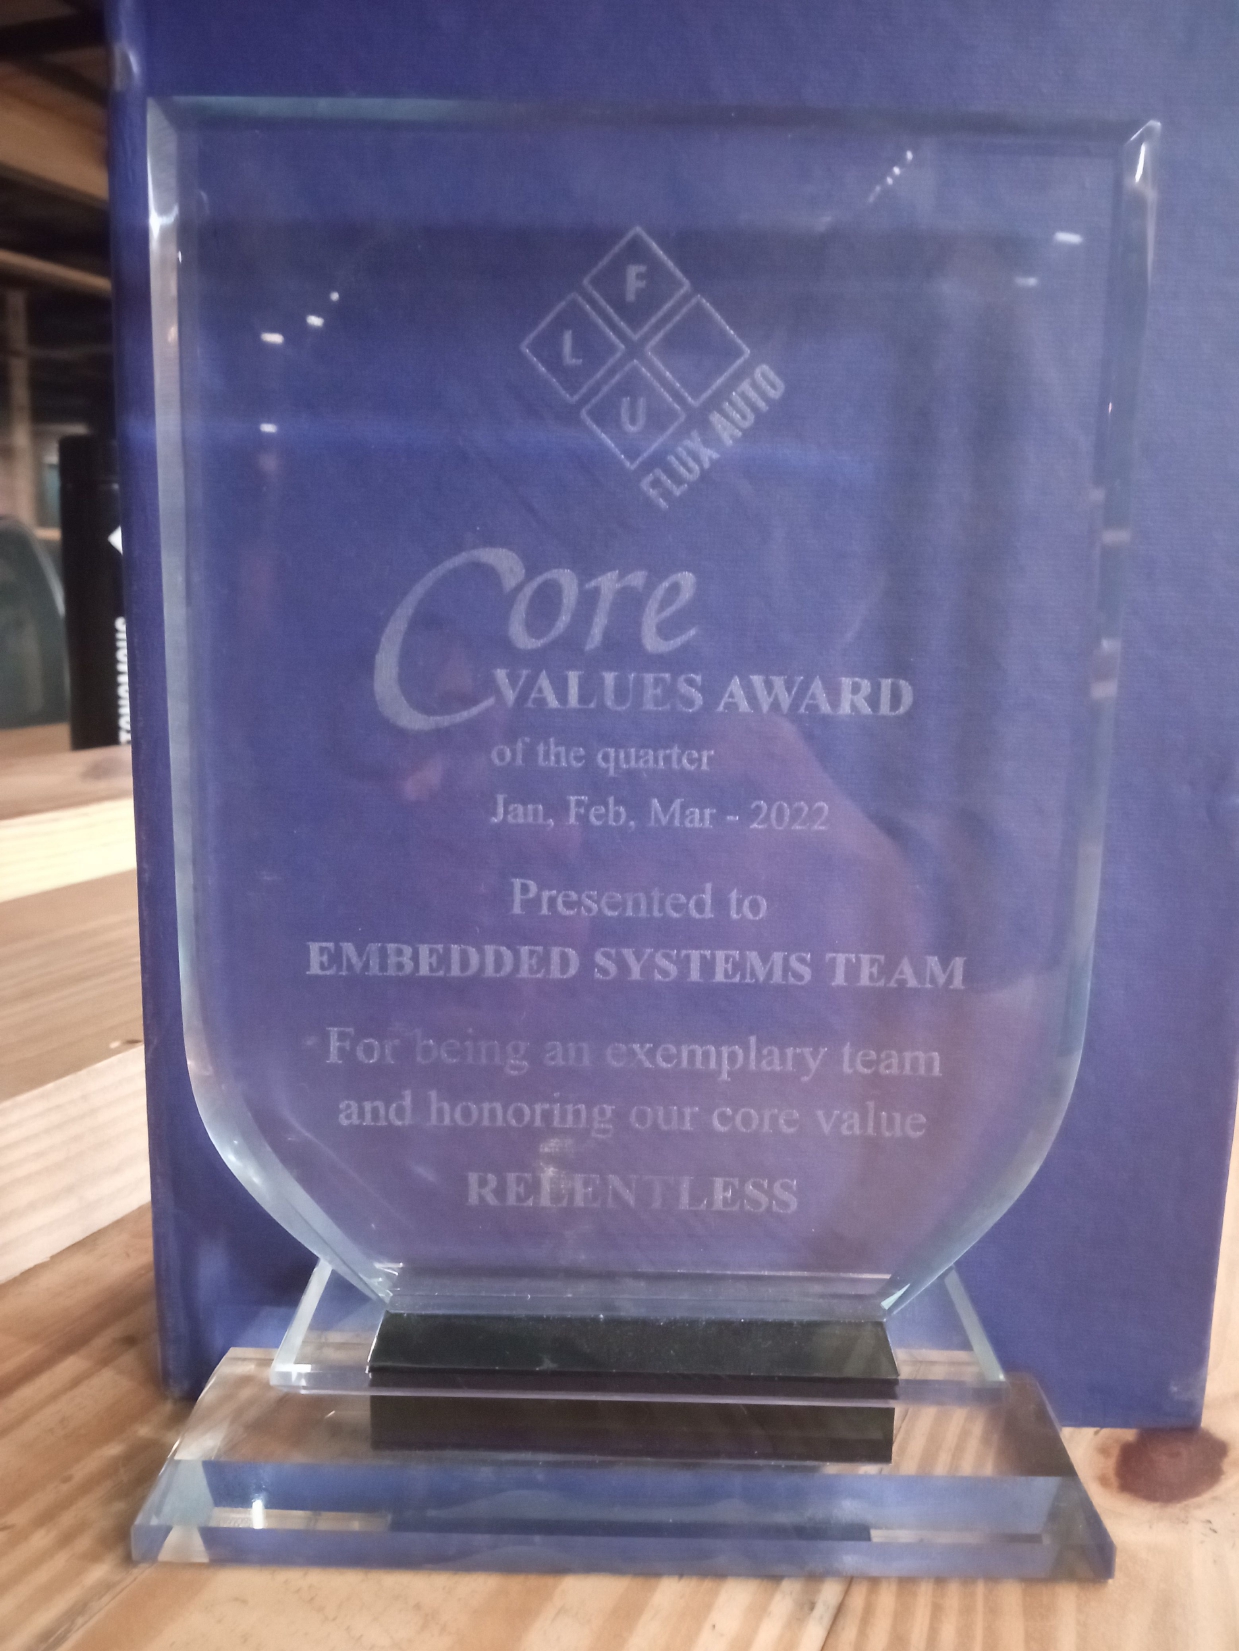 F
L
U
FLUX AUTO
Core
VALUES AWARD
of the quarter
Jan, Feb, Mar - 2022
Presented to
EMBEDDED SYSTEMS TEAM
For being an exemplary team
and honoring our core value
RELENTLESS